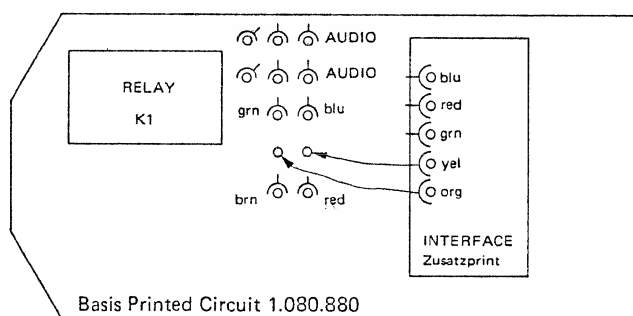 AUDIO
RELAY
K1
AUDIO
grn blu
brn red
blu
red
grn
yel
org
INTERFACE
Zusatzprint
Basis Printed Circuit 1.080.880